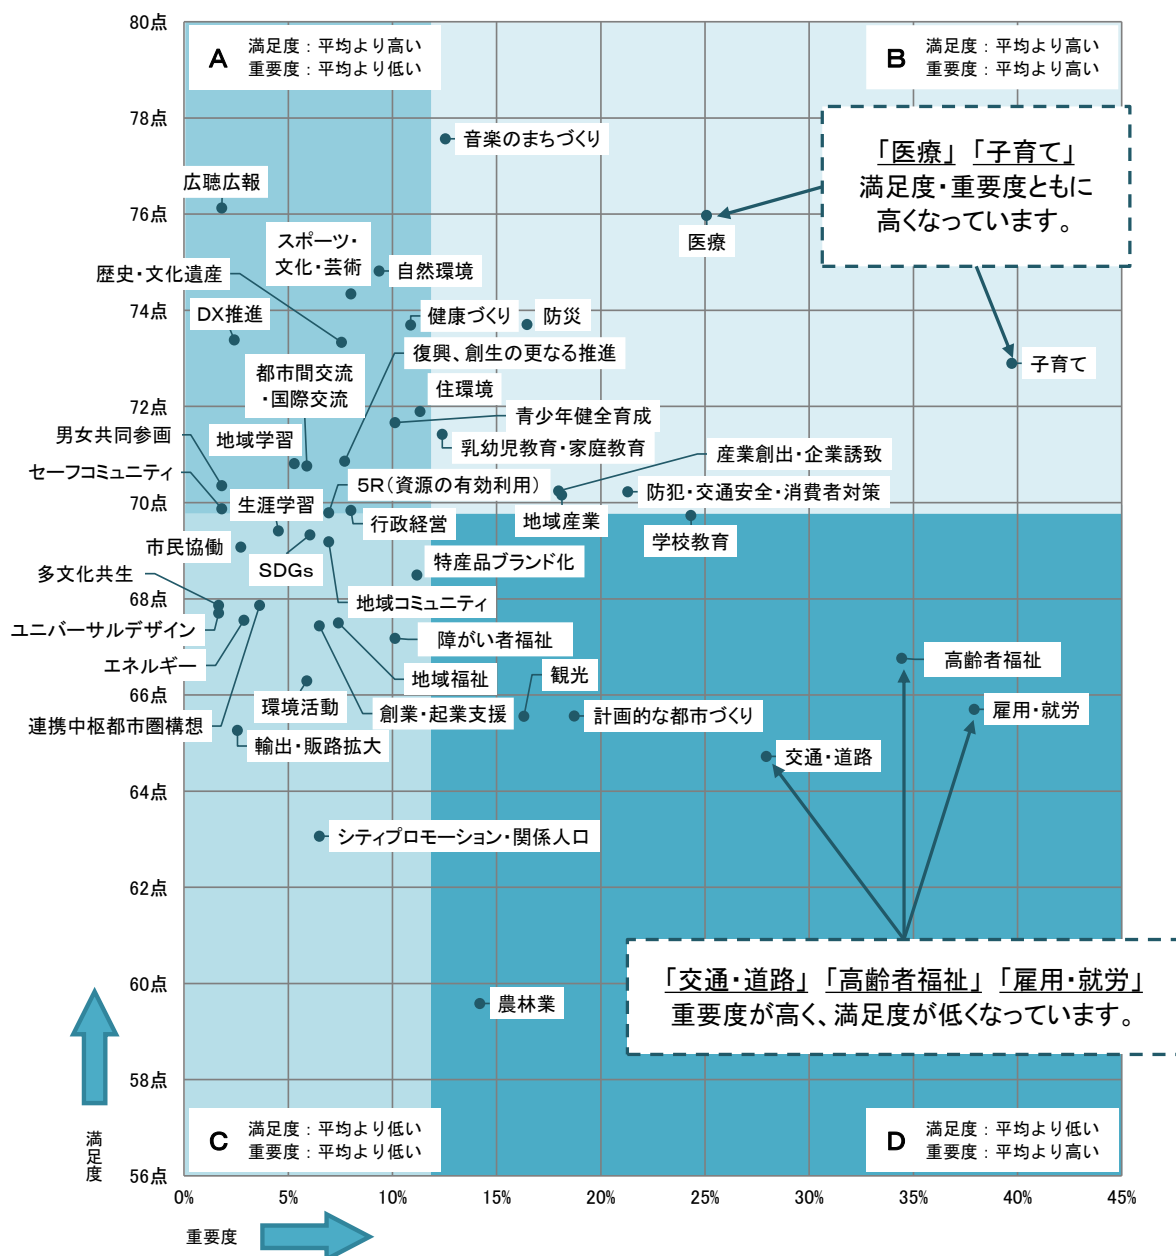 80点
A
満足度：平均より高い
重要度：平均より低い
B
満足度：平均より高い
重要度：平均より高い
78点
音楽のまちづくり
「医療」「子育て」
満足度・重要度ともに
高くなっています。
広聴広報
76点
医療
スポーツ・
文化・芸術
自然環境
歴史・文化遺産
74点
DX推進
健康づくり
防災
復興、創生の更なる推進
子育て
都市間交流
・国際交流
住環境
72点
青少年健全育成
男女共同参画
地域学習
乳幼児教育・家庭教育
産業創出・企業誘致
セーフコミュニティ
5R（資源の有効利用）
防犯・交通安全・消費者対策
70点
生涯学習
行政経営
地域産業
学校教育
市民協働
SDGs
特産品ブランド化
多文化共生
68点
地域コミュニティ
ユニバーサルデザイン
障がい者福祉
エネルギー
地域福祉
観光
高齢者福祉
66点
環境活動
創業・起業支援
計画的な都市づくり
雇用・就労
連携中枢都市圏構想
輸出・販路拡大
交通・道路
64点
シティプロモーション・関係人口
62点
「交通・道路」「高齢者福祉」「雇用・就労」
重要度が高く、満足度が低くなっています。
60点
農林業
58点
C
満足度：平均より低い
重要度：平均より低い
D
満足度：平均より低い
重要度：平均より高い
満足度
56点
0%
5%
10%
15%
20%
25%
30%
35%
40%
45%
重要度